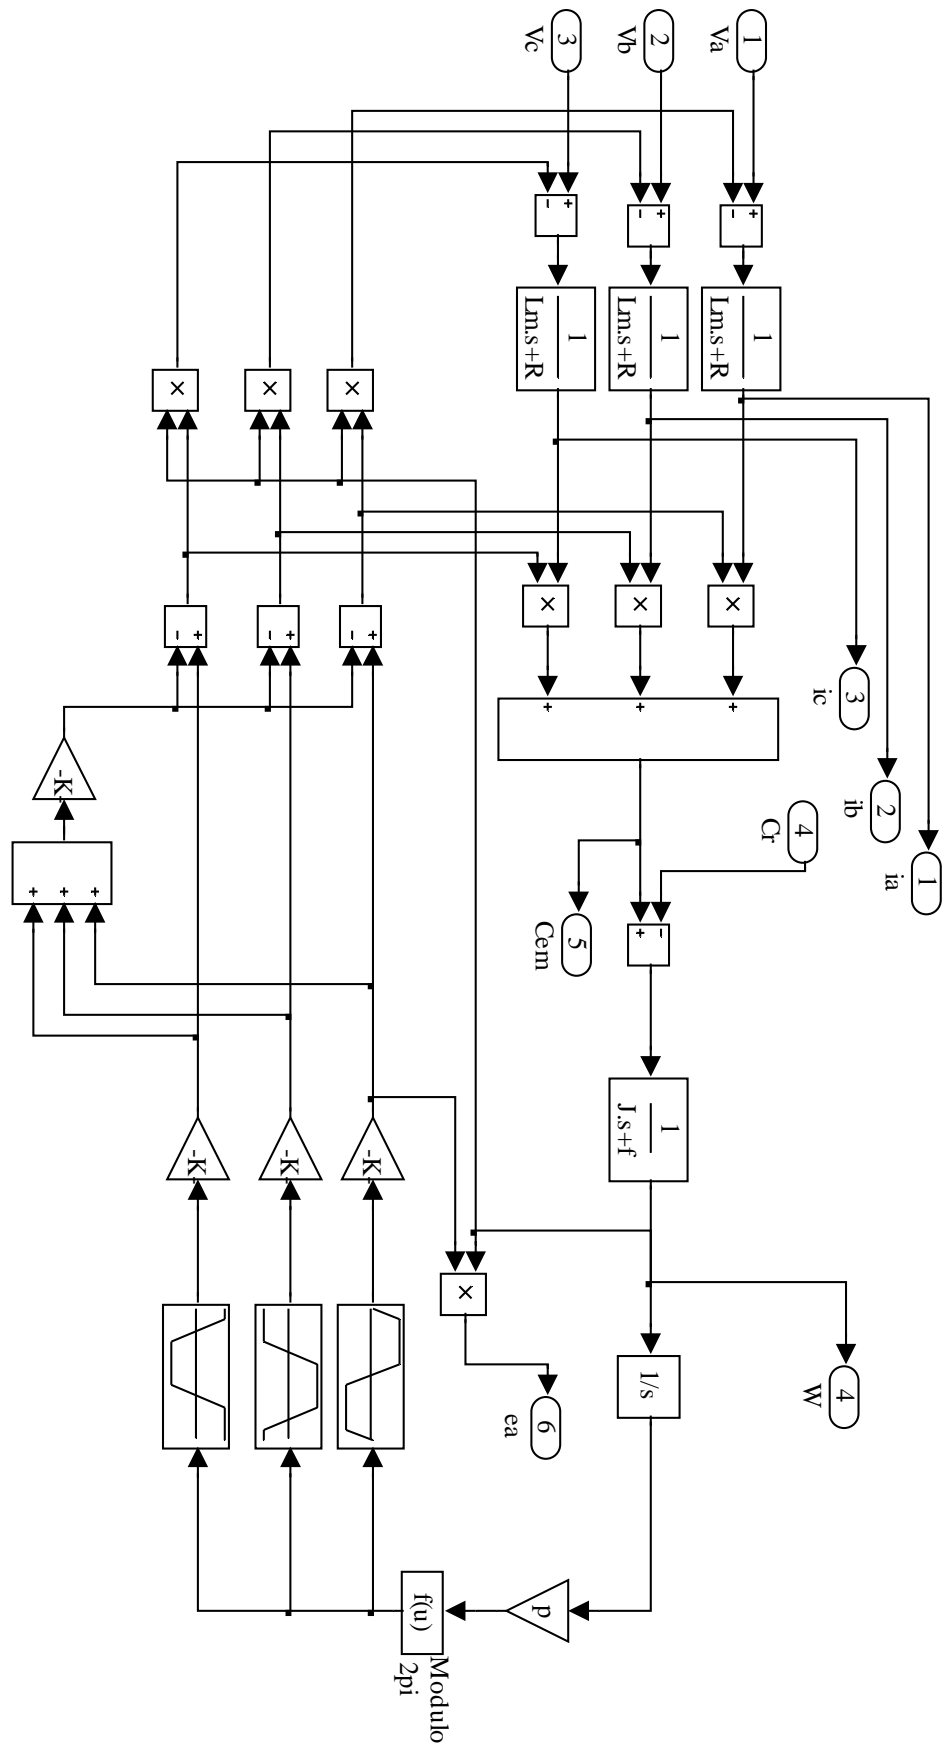 1
Va
2
Vb
3
Vc
+
-
+
-
+
-
1
Lm.s+R
1
Lm.s+R
1
Lm.s+R
1
ia
2
ib
3
ic
×
×
×
+
+
+
4
Cr
5
Cem
-
+
1
J.s+f
4
W
1/s
p
f(u)
Modulo
2pi
×
6
ea
×
×
×
+
-
+
-
+
-
-K-
+
+
+
-K-
-K-
-K-